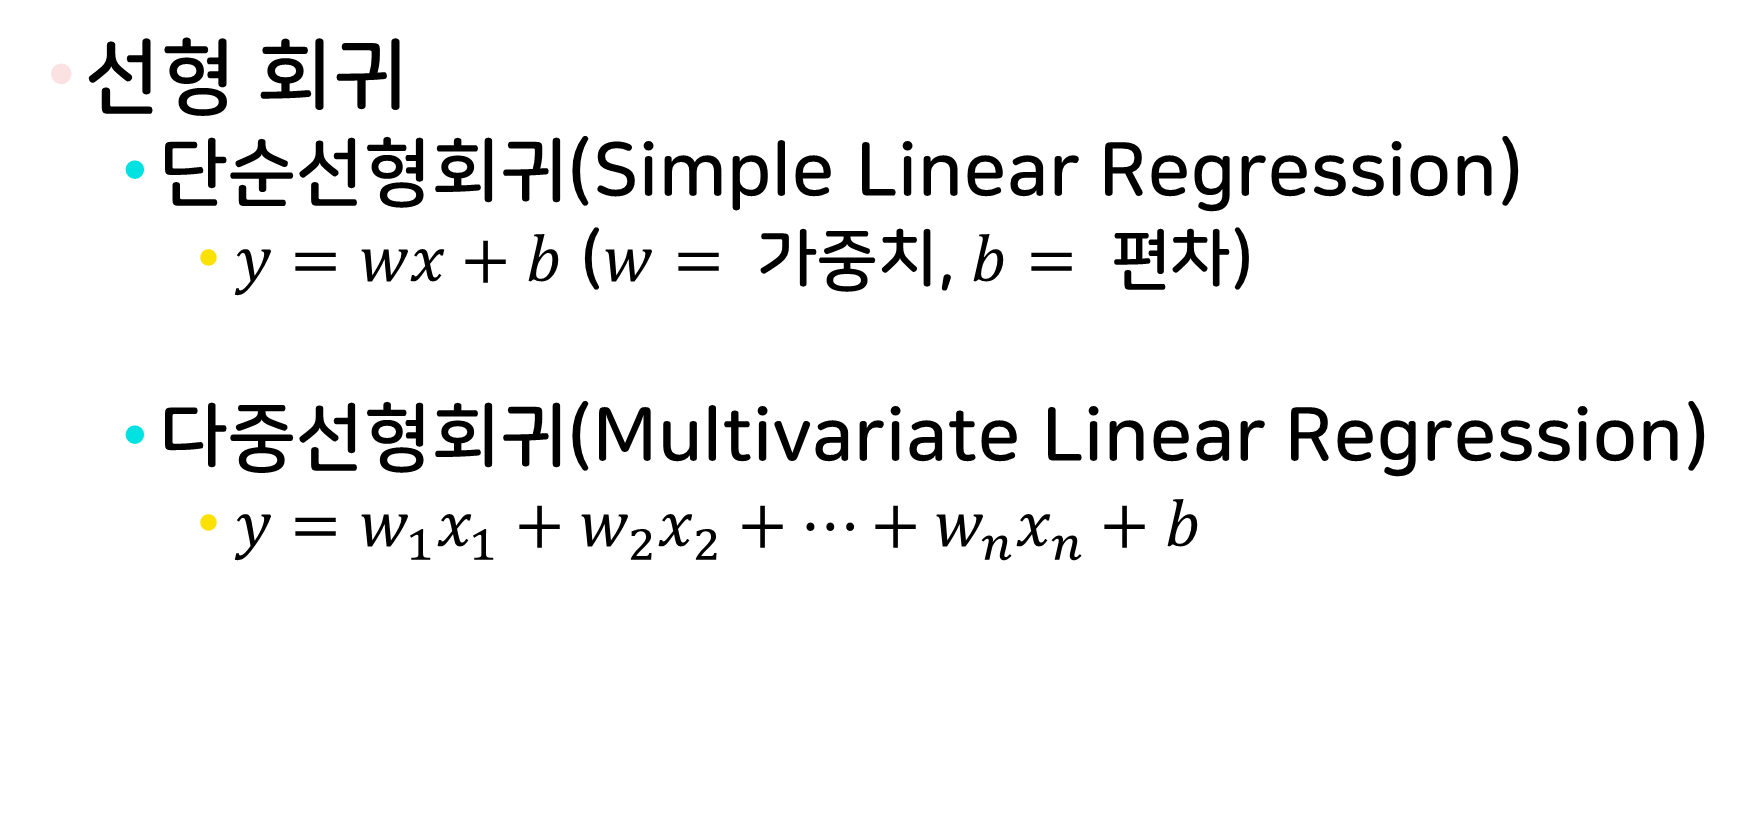 • 선형 회귀
• 단순선형회귀(Simple Linear Regression)
• y = wx + b (w = 가중치, b = 편차)
• 다중선형회귀(Multivariate Linear Regression)
• y = w₁x₁ + w₂x₂ + ⋯ + wₙxₙ + b